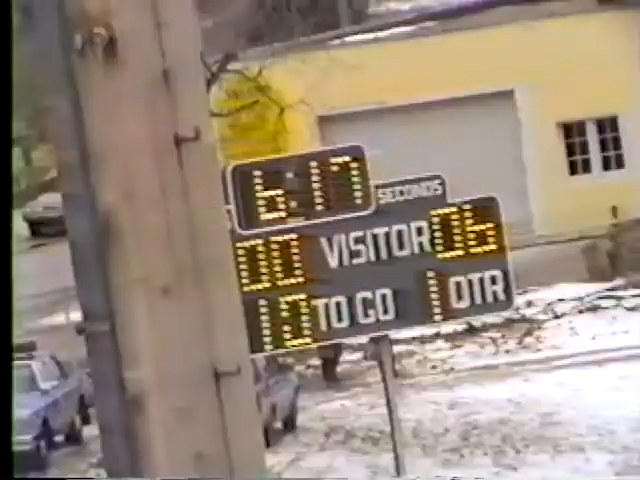 6:17 SECONDS
00 VISITOR 06
10 TO GO 1 QTR